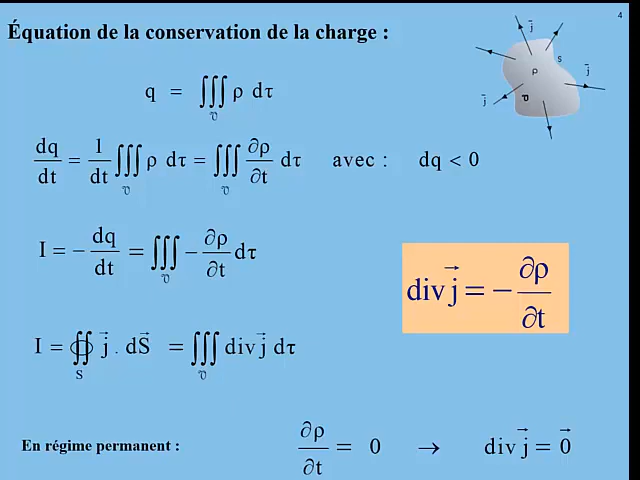 4
Équation de la conservation de la charge :
q = ∭_𝒱 ρ dτ
dq/dt = 1/dt ∭_𝒱 ρ dτ = ∭_𝒱 ∂ρ/∂t dτ avec : dq < 0
I = − dq/dt = ∭_𝒱 − ∂ρ/∂t dτ
div j⃗ = − ∂ρ/∂t
I = ∯_S j⃗ . dS⃗ = ∭_𝒱 div j⃗ dτ
En régime permanent : ∂ρ/∂t = 0 → div j⃗ = 0⃗
j⃗
S
ρ
j⃗
j⃗